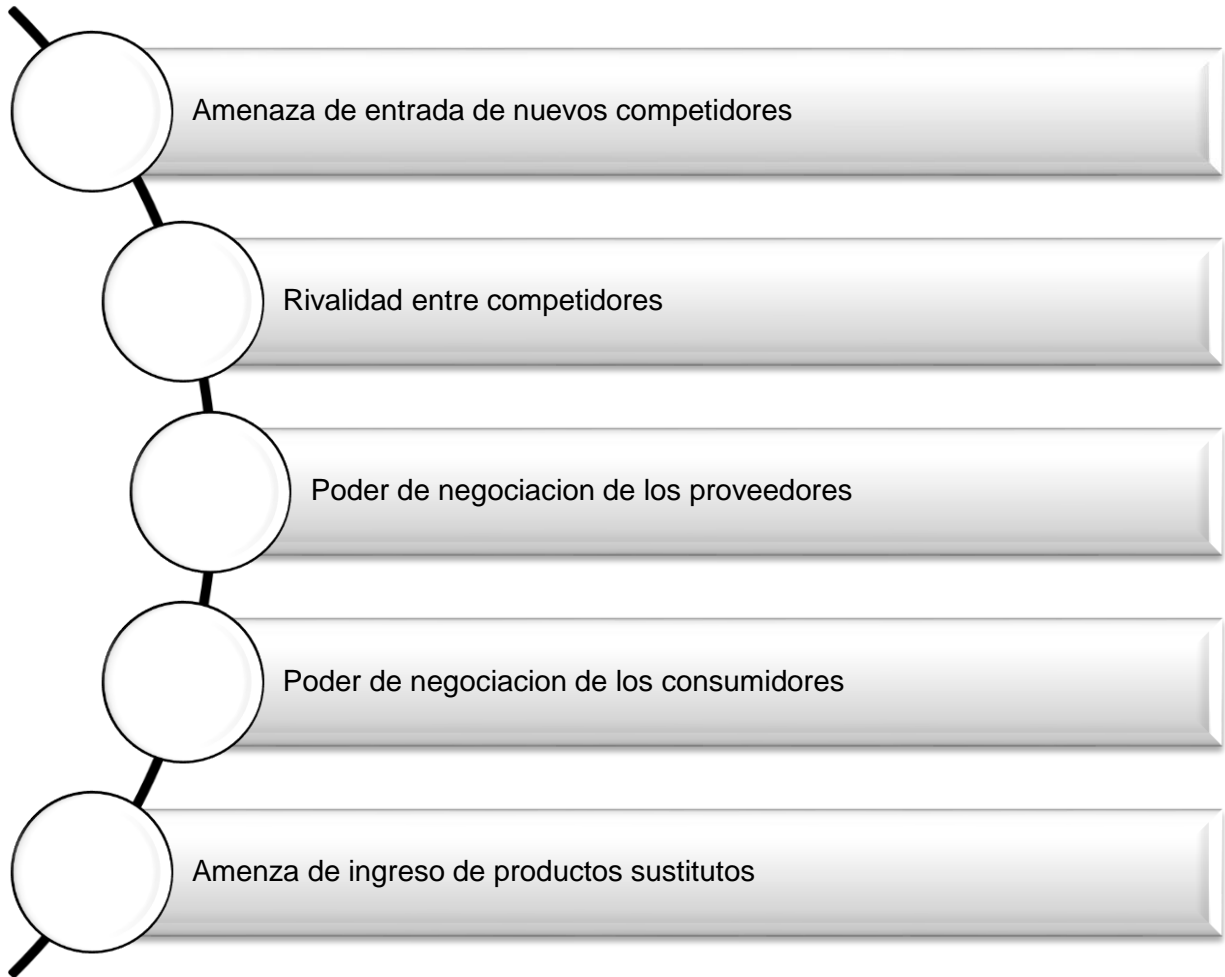 Amenaza de entrada de nuevos competidores
Rivalidad entre competidores
Poder de negociacion de los proveedores
Poder de negociacion de los consumidores
Amenza de ingreso de productos sustitutos